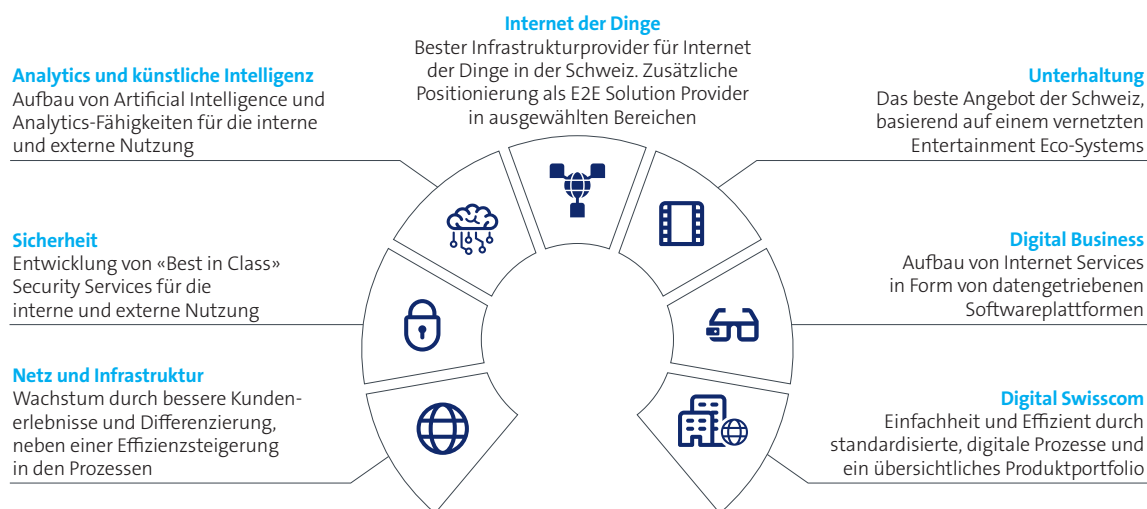 Internet der Dinge
Bester Infrastrukturprovider für Internet
der Dinge in der Schweiz. Zusätzliche
Positionierung als E2E Solution Provider
in ausgewählten Bereichen
Analytics und künstliche Intelligenz
Aufbau von Artificial Intelligence und
Analytics-Fähigkeiten für die interne
und externe Nutzung
Unterhaltung
Das beste Angebot der Schweiz,
basierend auf einem vernetzten
Entertainment Eco-Systems
Sicherheit
Entwicklung von «Best in Class»
Security Services für die
interne und externe Nutzung
Digital Business
Aufbau von Internet Services
in Form von datengetriebenen
Softwareplattformen
Netz und Infrastruktur
Wachstum durch bessere Kunden-
erlebnisse und Differenzierung,
neben einer Effizienzsteigerung
in den Prozessen
Digital Swisscom
Einfachheit und Effizient durch
standardisierte, digitale Prozesse und
ein übersichtliches Produktportfolio